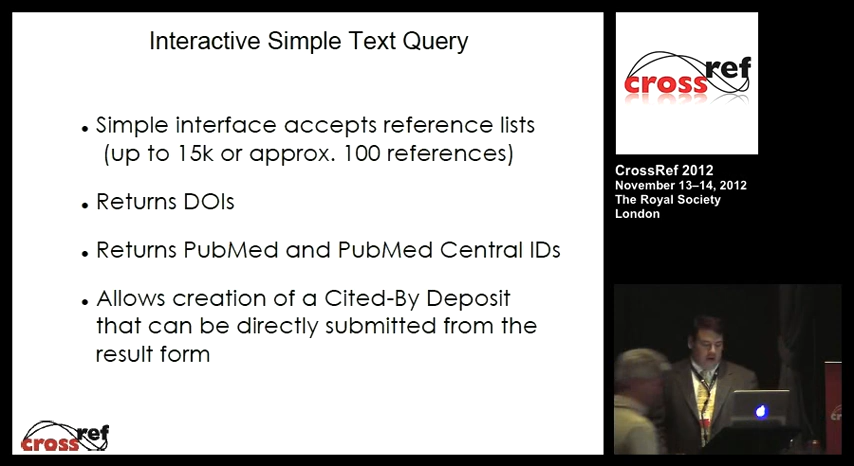 Interactive Simple Text Query
• Simple interface accepts reference lists
(up to 15k or approx. 100 references)
• Returns DOIs
• Returns PubMed and PubMed Central IDs
• Allows creation of a Cited-By Deposit
that can be directly submitted from the
result form
crossref
crossref
CrossRef 2012
November 13–14, 2012
The Royal Society
London